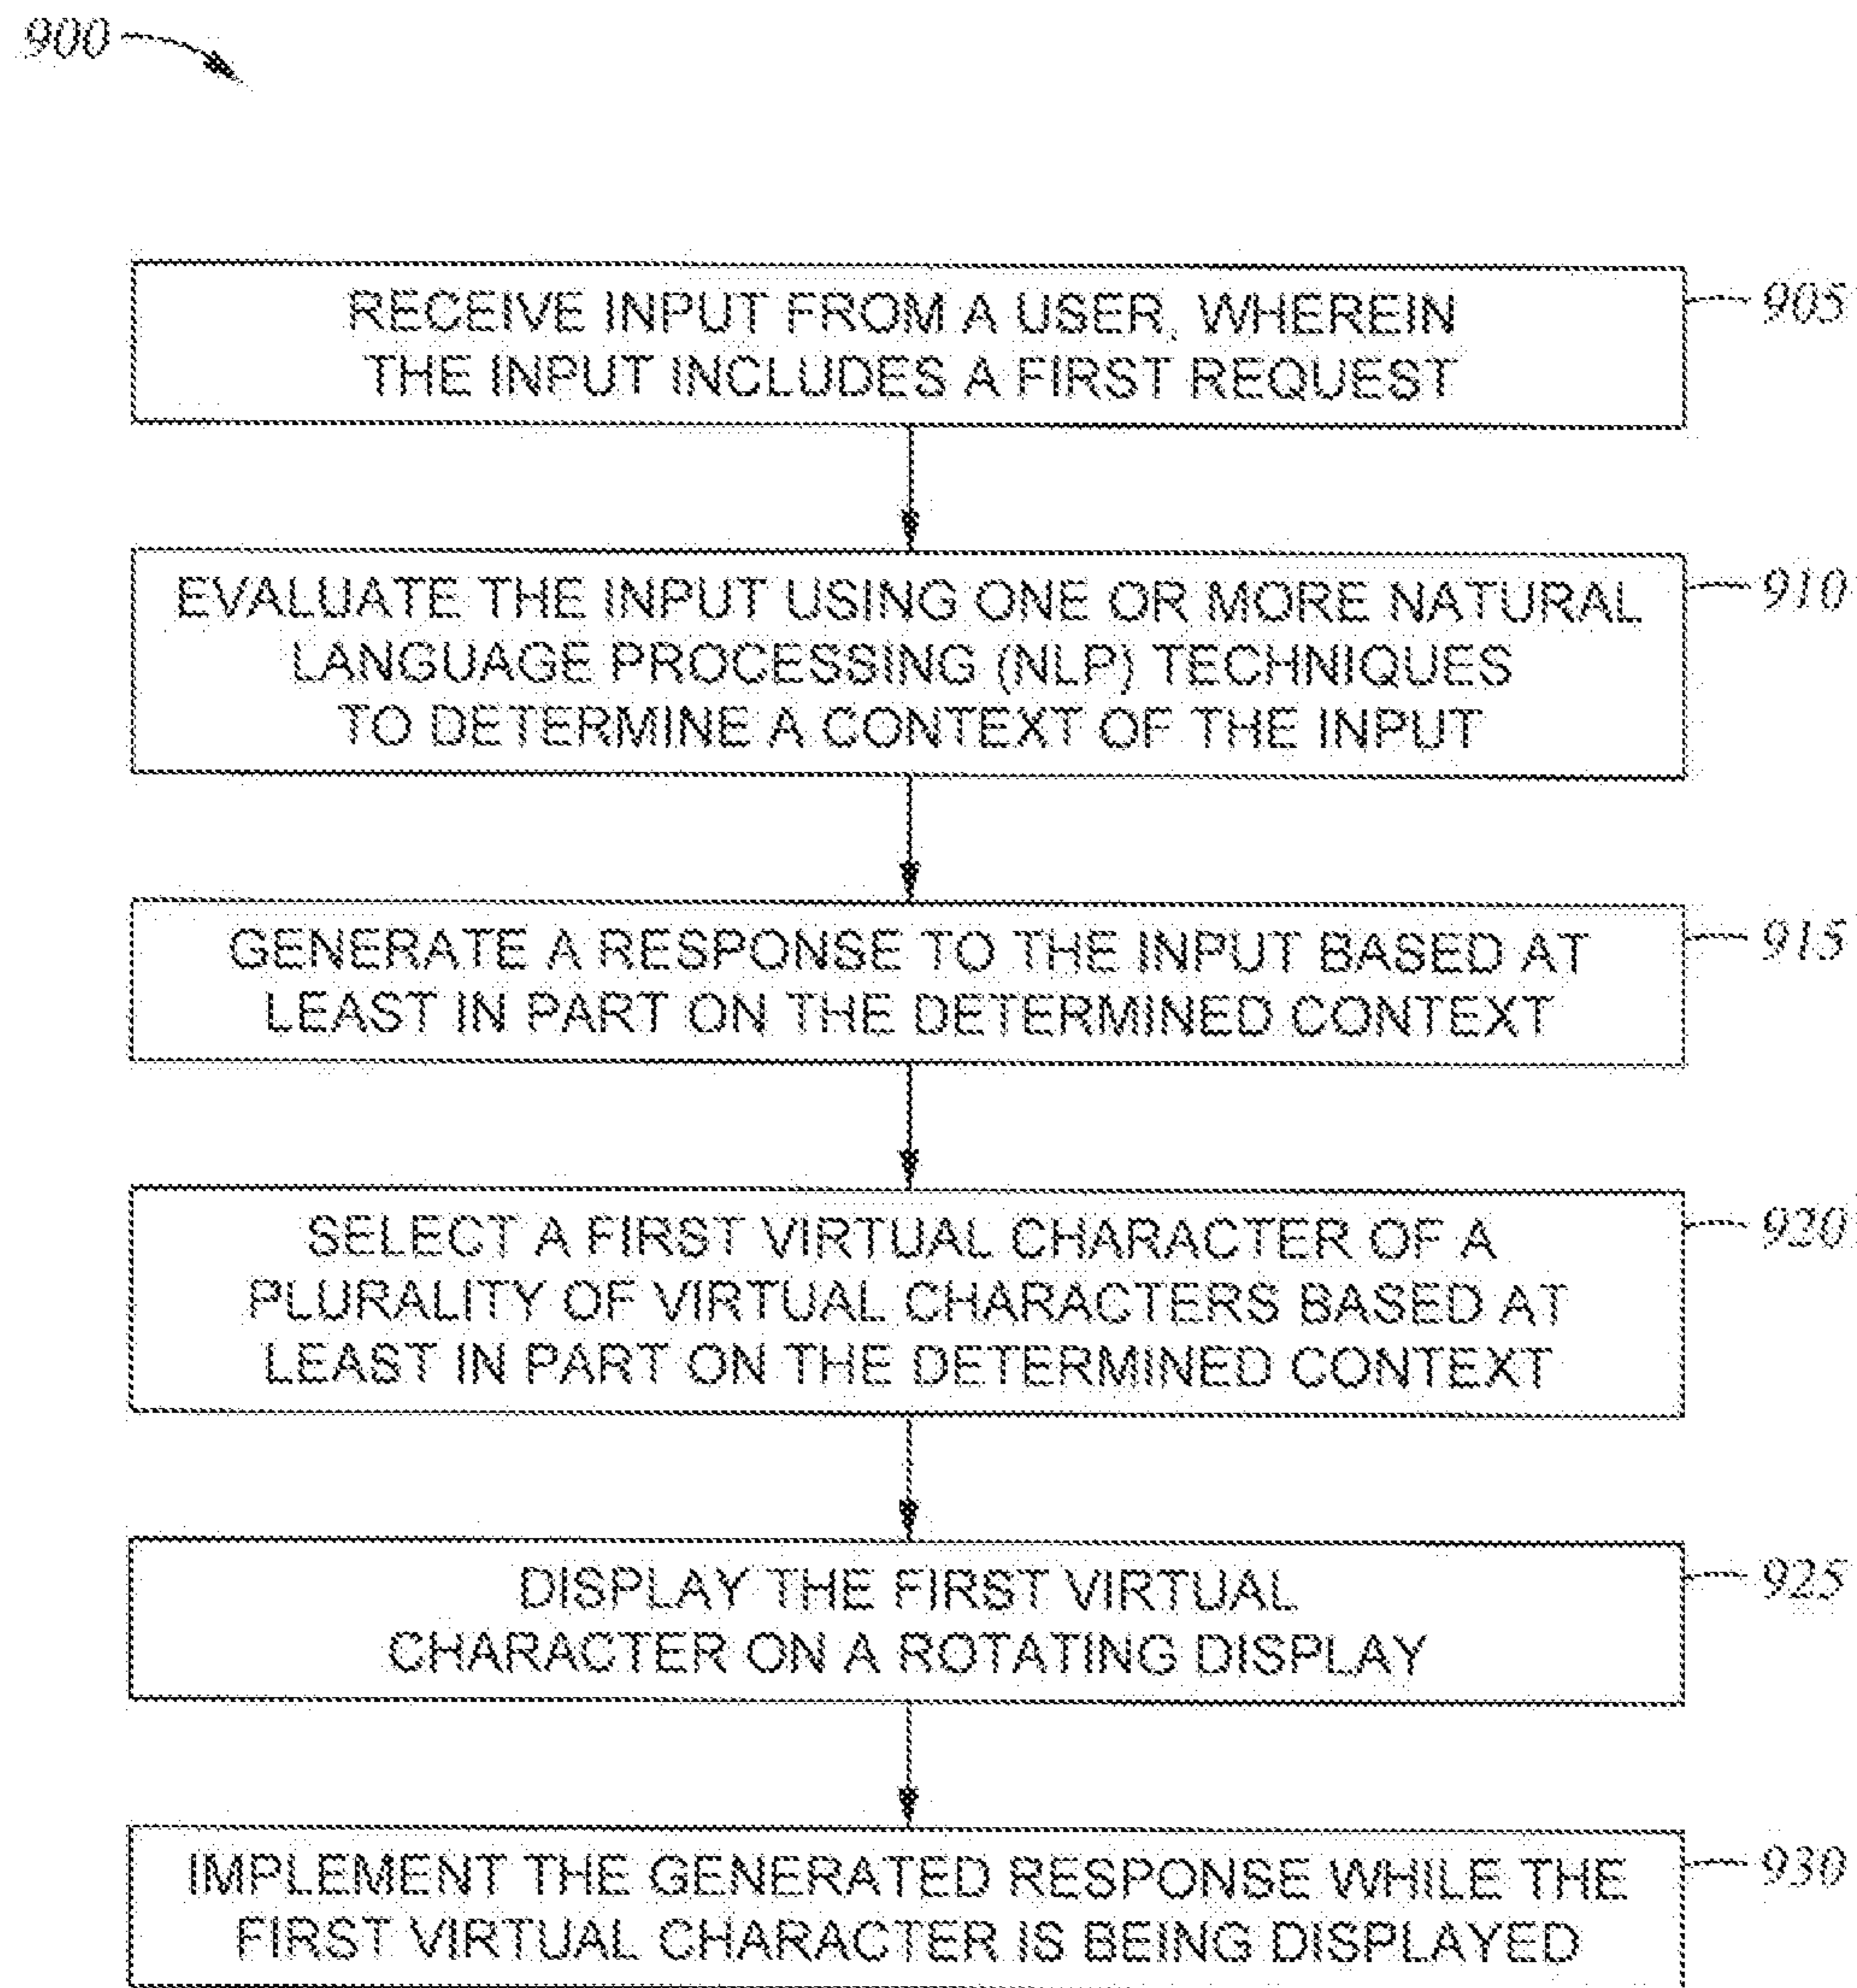 900
RECEIVE INPUT FROM A USER, WHEREIN
THE INPUT INCLUDES A FIRST REQUEST
905
EVALUATE THE INPUT USING ONE OR MORE NATURAL
LANGUAGE PROCESSING (NLP) TECHNIQUES
TO DETERMINE A CONTEXT OF THE INPUT
910
GENERATE A RESPONSE TO THE INPUT BASED AT
LEAST IN PART ON THE DETERMINED CONTEXT
915
SELECT A FIRST VIRTUAL CHARACTER OF A
PLURALITY OF VIRTUAL CHARACTERS BASED AT
LEAST IN PART ON THE DETERMINED CONTEXT
920
DISPLAY THE FIRST VIRTUAL
CHARACTER ON A ROTATING DISPLAY
925
IMPLEMENT THE GENERATED RESPONSE WHILE THE
FIRST VIRTUAL CHARACTER IS BEING DISPLAYED
930